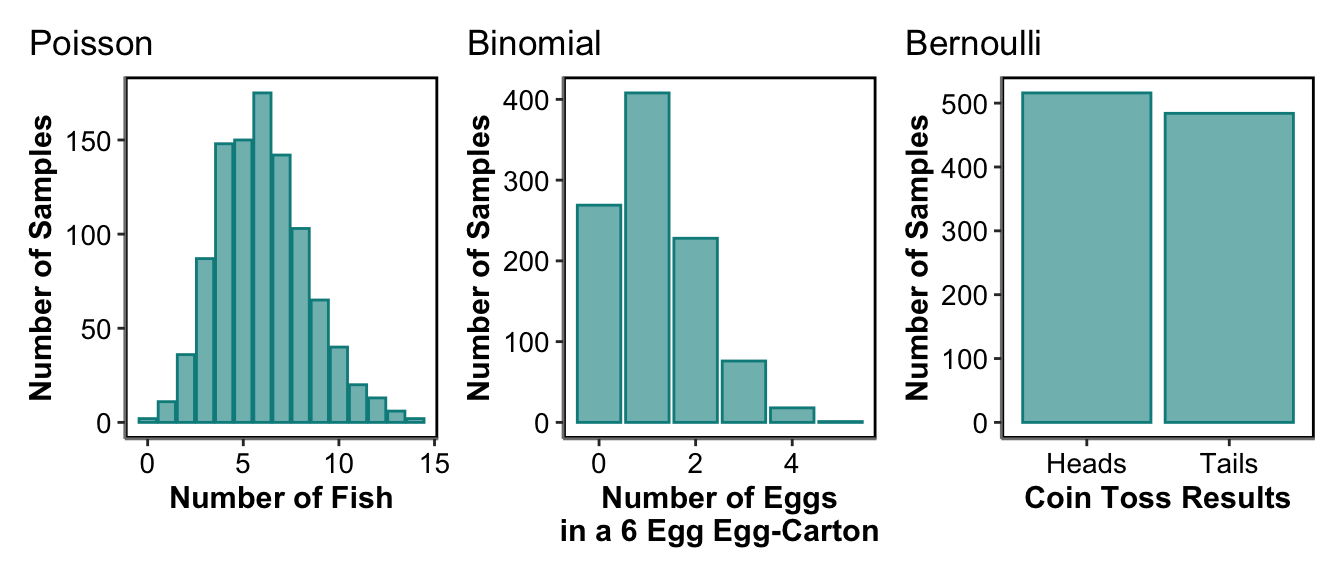 Poisson
Number of Samples
150
100
50
0
0 5 10 15
Number of Fish
Binomial
Number of Samples
400
300
200
100
0
0 2 4
Number of Eggs
in a 6 Egg Egg-Carton
Bernoulli
Number of Samples
500
400
300
200
100
0
Heads Tails
Coin Toss Results